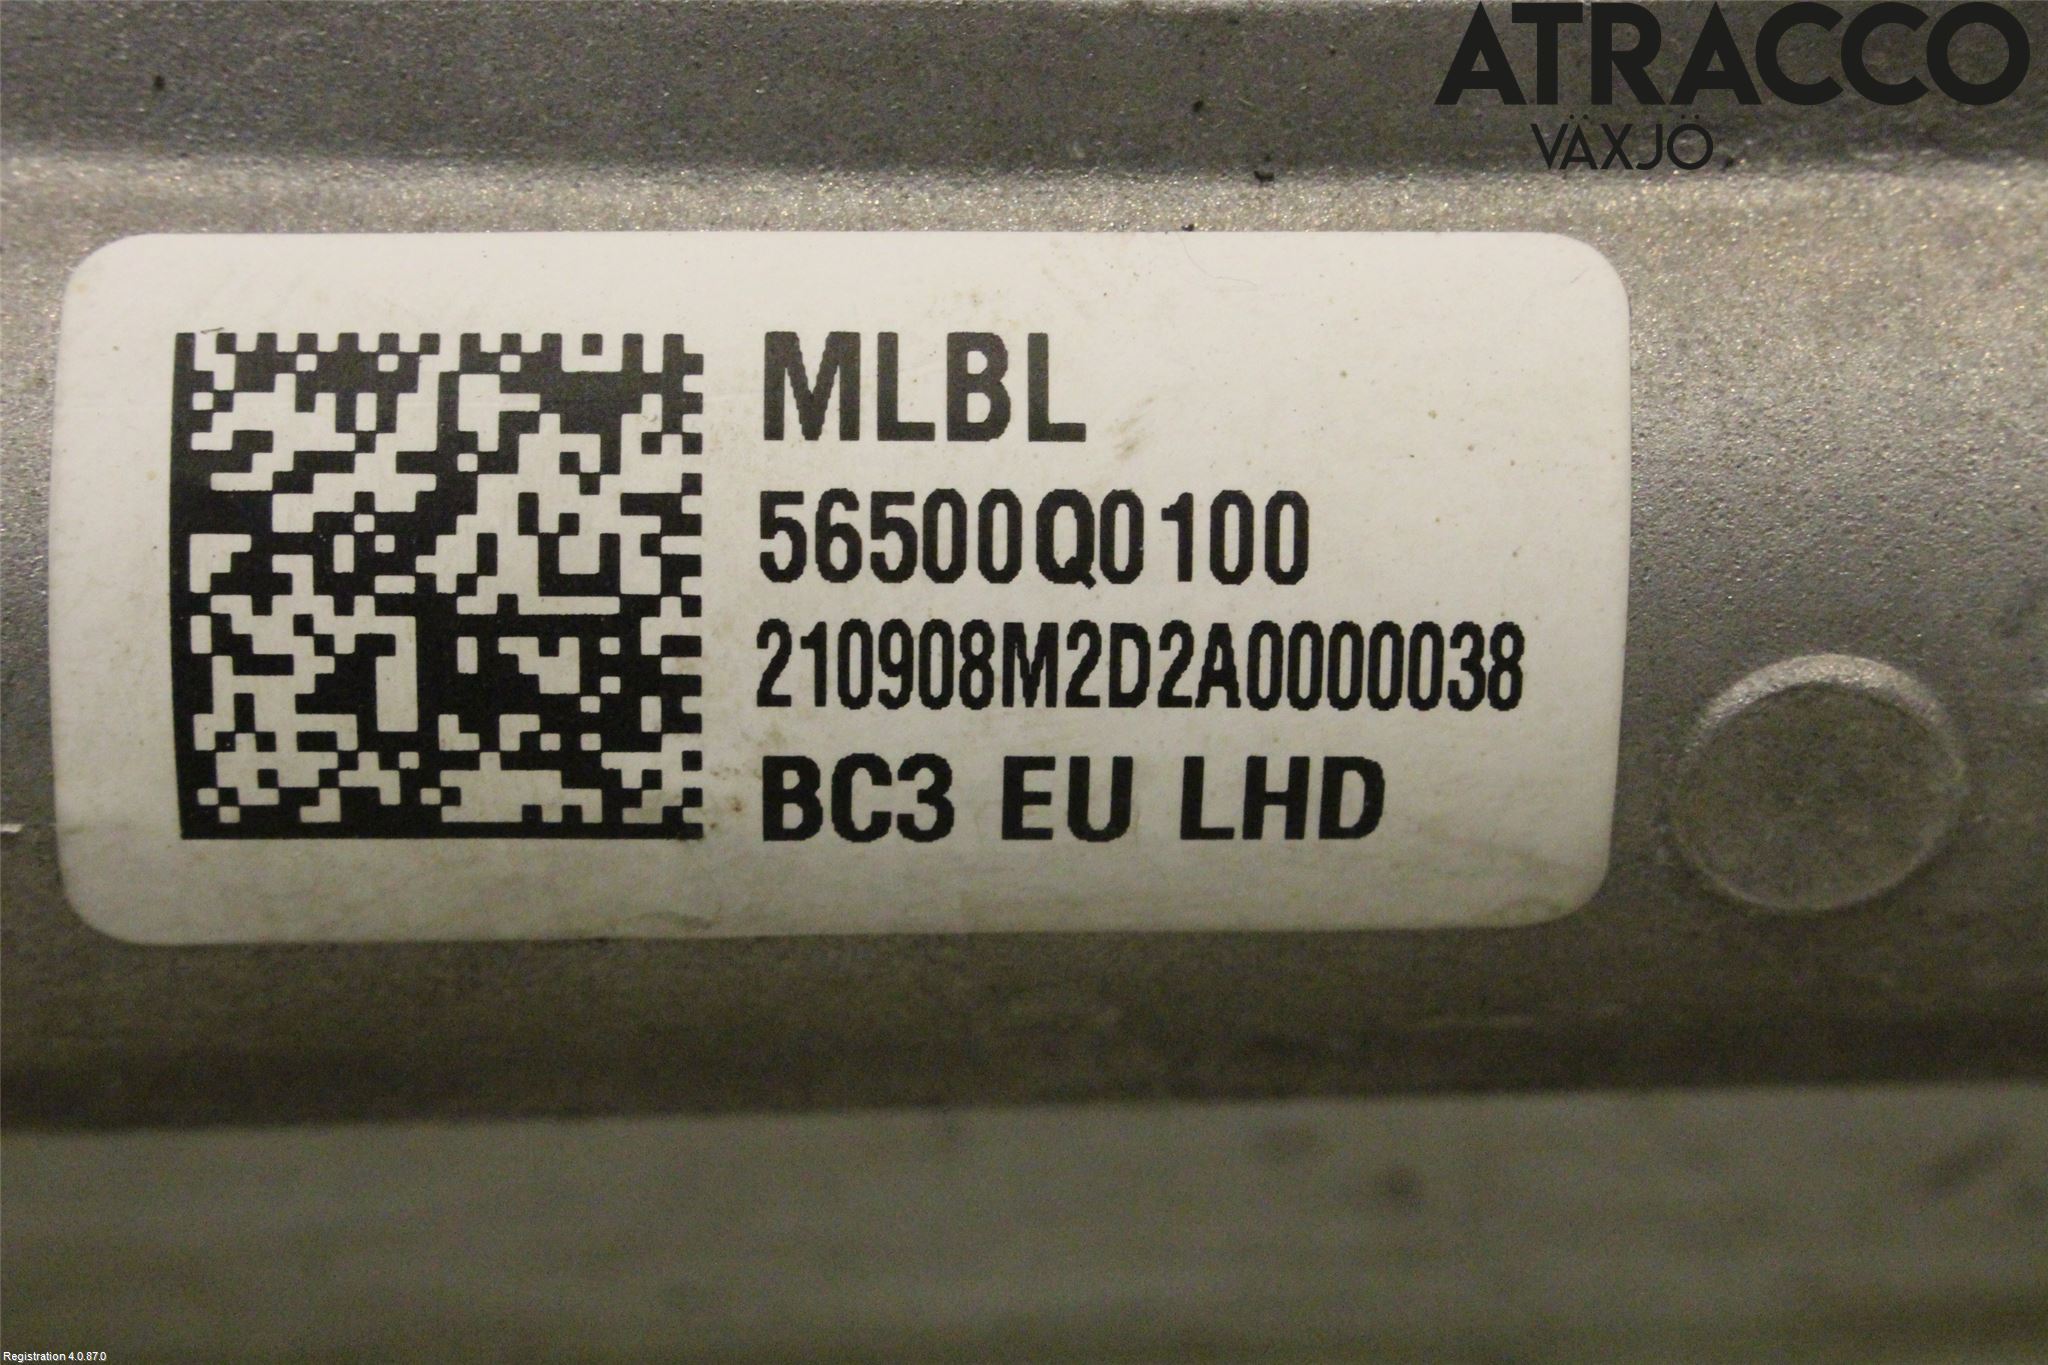 ATRACCO
VÄXJÖ
MLBL
56500Q0100
210908M2D2A0000038
BC3 EU LHD
Registration 4.0.87.0